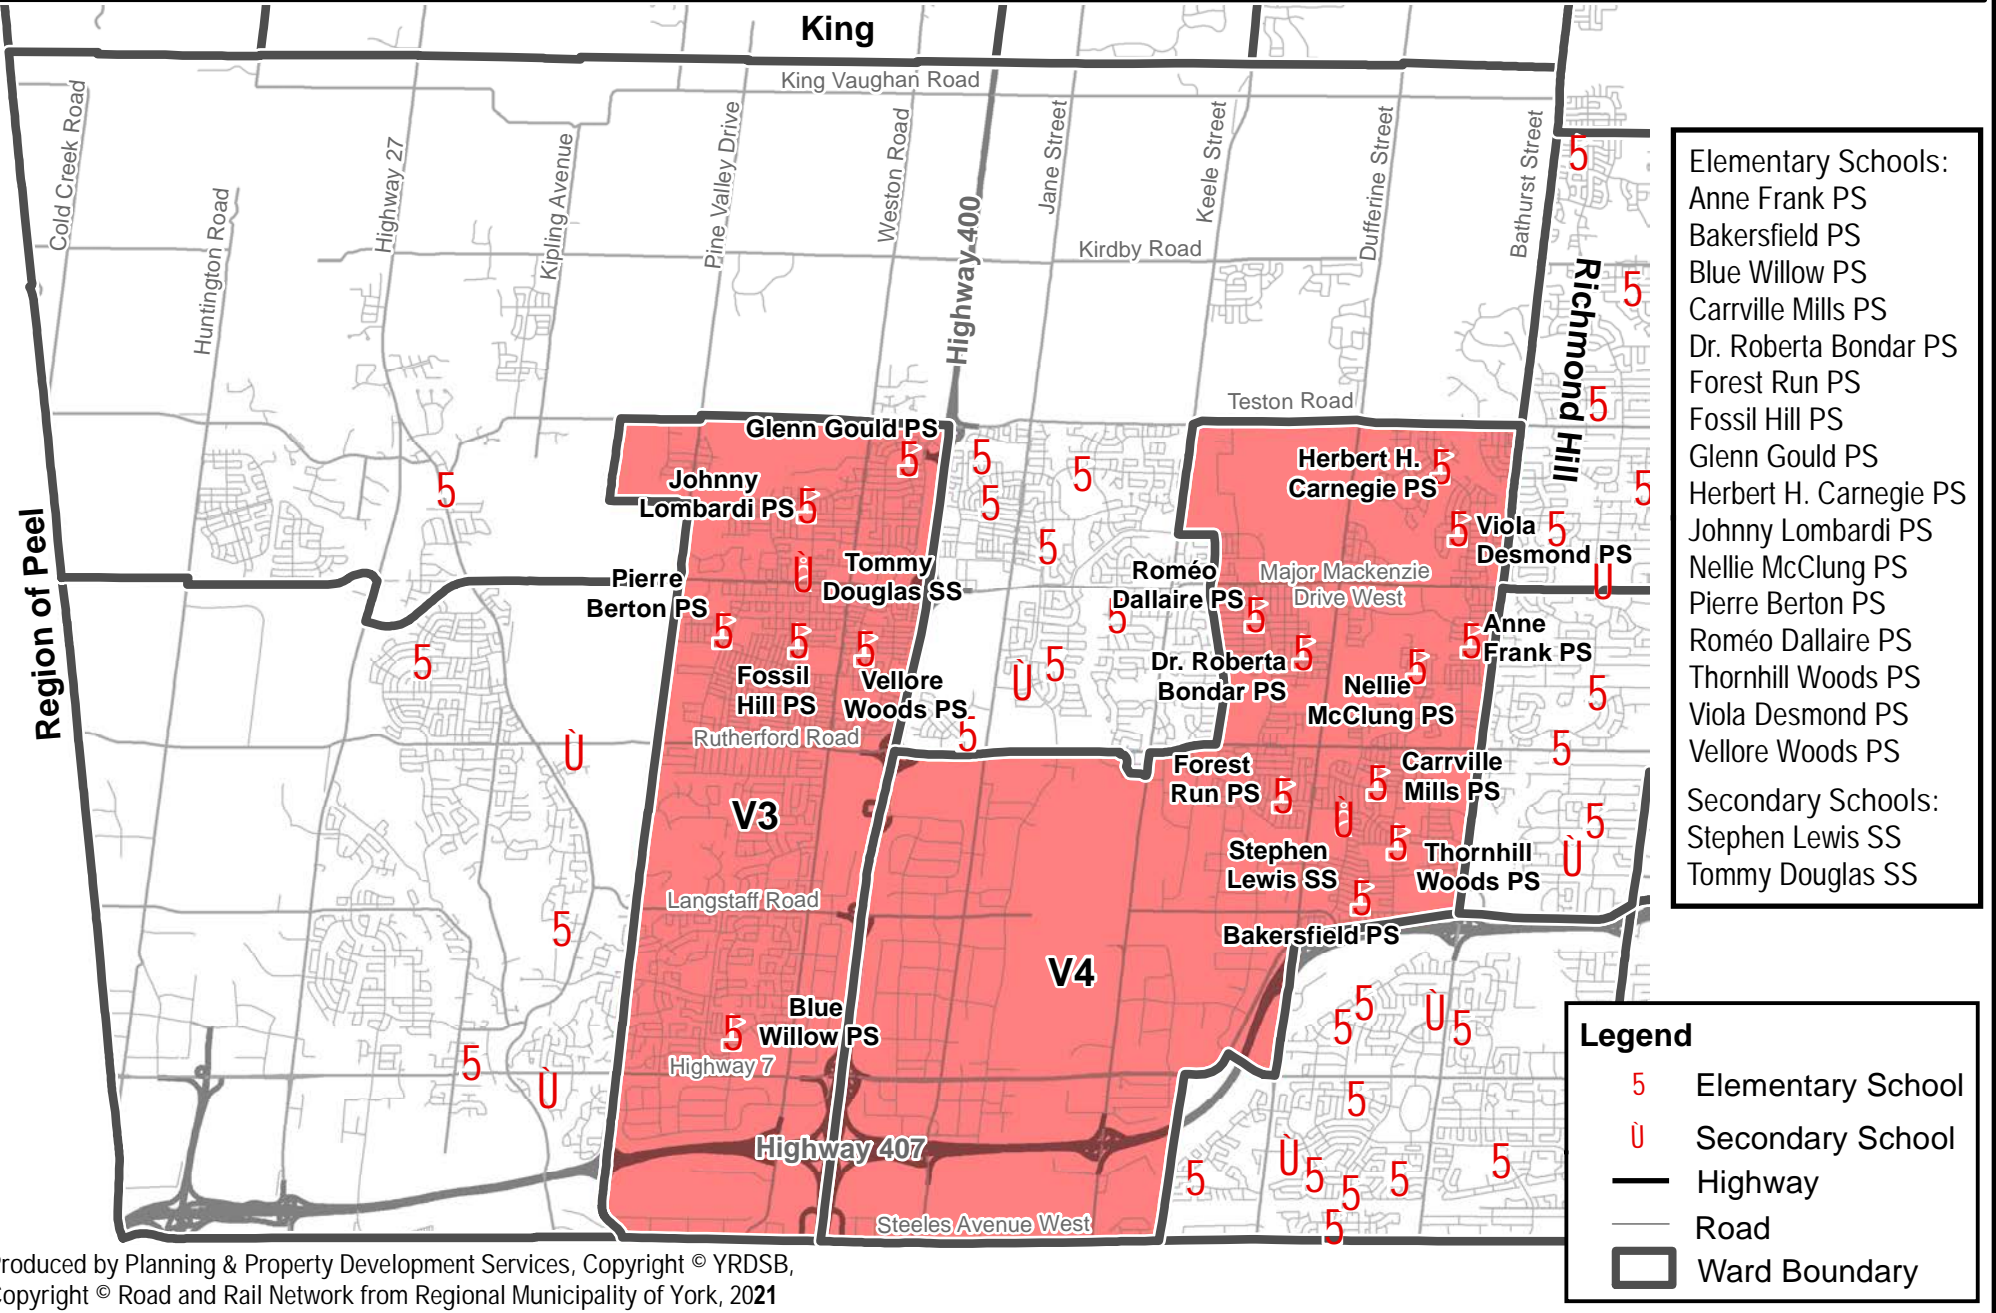 King
King Vaughan Road
Cold Creek Road
Huntington Road
Highway 27
Kipling Avenue
Pine Valley Drive
Weston Road
Highway 400
Jane Street
Keele Street
Dufferine Street
Bathurst Street
Kirdby Road
Richmond Hill
Teston Road
Region of Peel
Glenn Gould PS
Johnny
Lombardi PS
Tommy
Douglas SS
Pierre
Berton PS
Fossil
Hill PS
Vellore
Woods PS
Rutherford Road
V3
Langstaff Road
Blue
Willow PS
Highway 7
Highway 407
Steeles Avenue West
Herbert H.
Carnegie PS
Viola
Desmond PS
Roméo
Dallaire PS
Major Mackenzie
Drive West
Anne
Frank PS
Dr. Roberta
Bondar PS
Nellie
McClung PS
Forest
Run PS
Carrville
Mills PS
Stephen
Lewis SS
Thornhill
Woods PS
Bakersfield PS
V4
Elementary Schools:
Anne Frank PS
Bakersfield PS
Blue Willow PS
Carrville Mills PS
Dr. Roberta Bondar PS
Forest Run PS
Fossil Hill PS
Glenn Gould PS
Herbert H. Carnegie PS
Johnny Lombardi PS
Nellie McClung PS
Pierre Berton PS
Roméo Dallaire PS
Thornhill Woods PS
Viola Desmond PS
Vellore Woods PS
Secondary Schools:
Stephen Lewis SS
Tommy Douglas SS
Legend
5 Elementary School
Ù Secondary School
Highway
Road
Ward Boundary
roduced by Planning & Property Development Services, Copyright © YRDSB,
opyright © Road and Rail Network from Regional Municipality of York, 2021